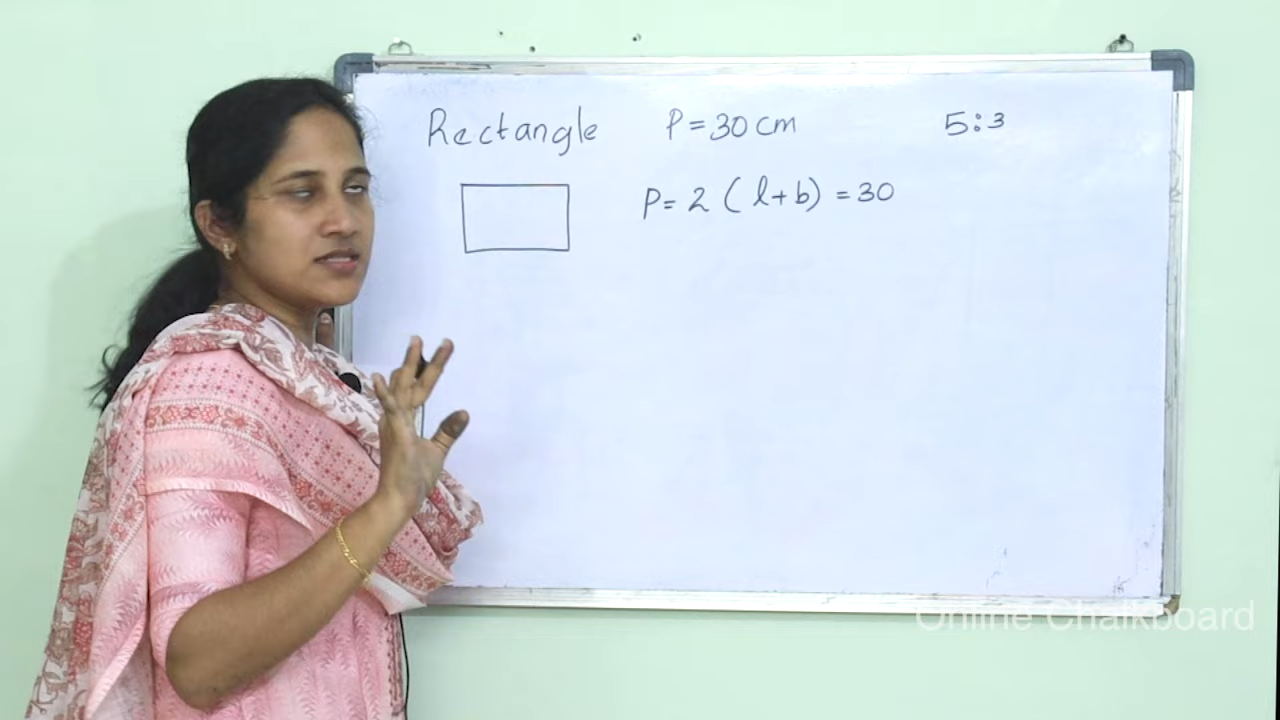 Rectangle P = 30 cm 5:3
P = 2 (l+b) = 30
Online Chalkboard